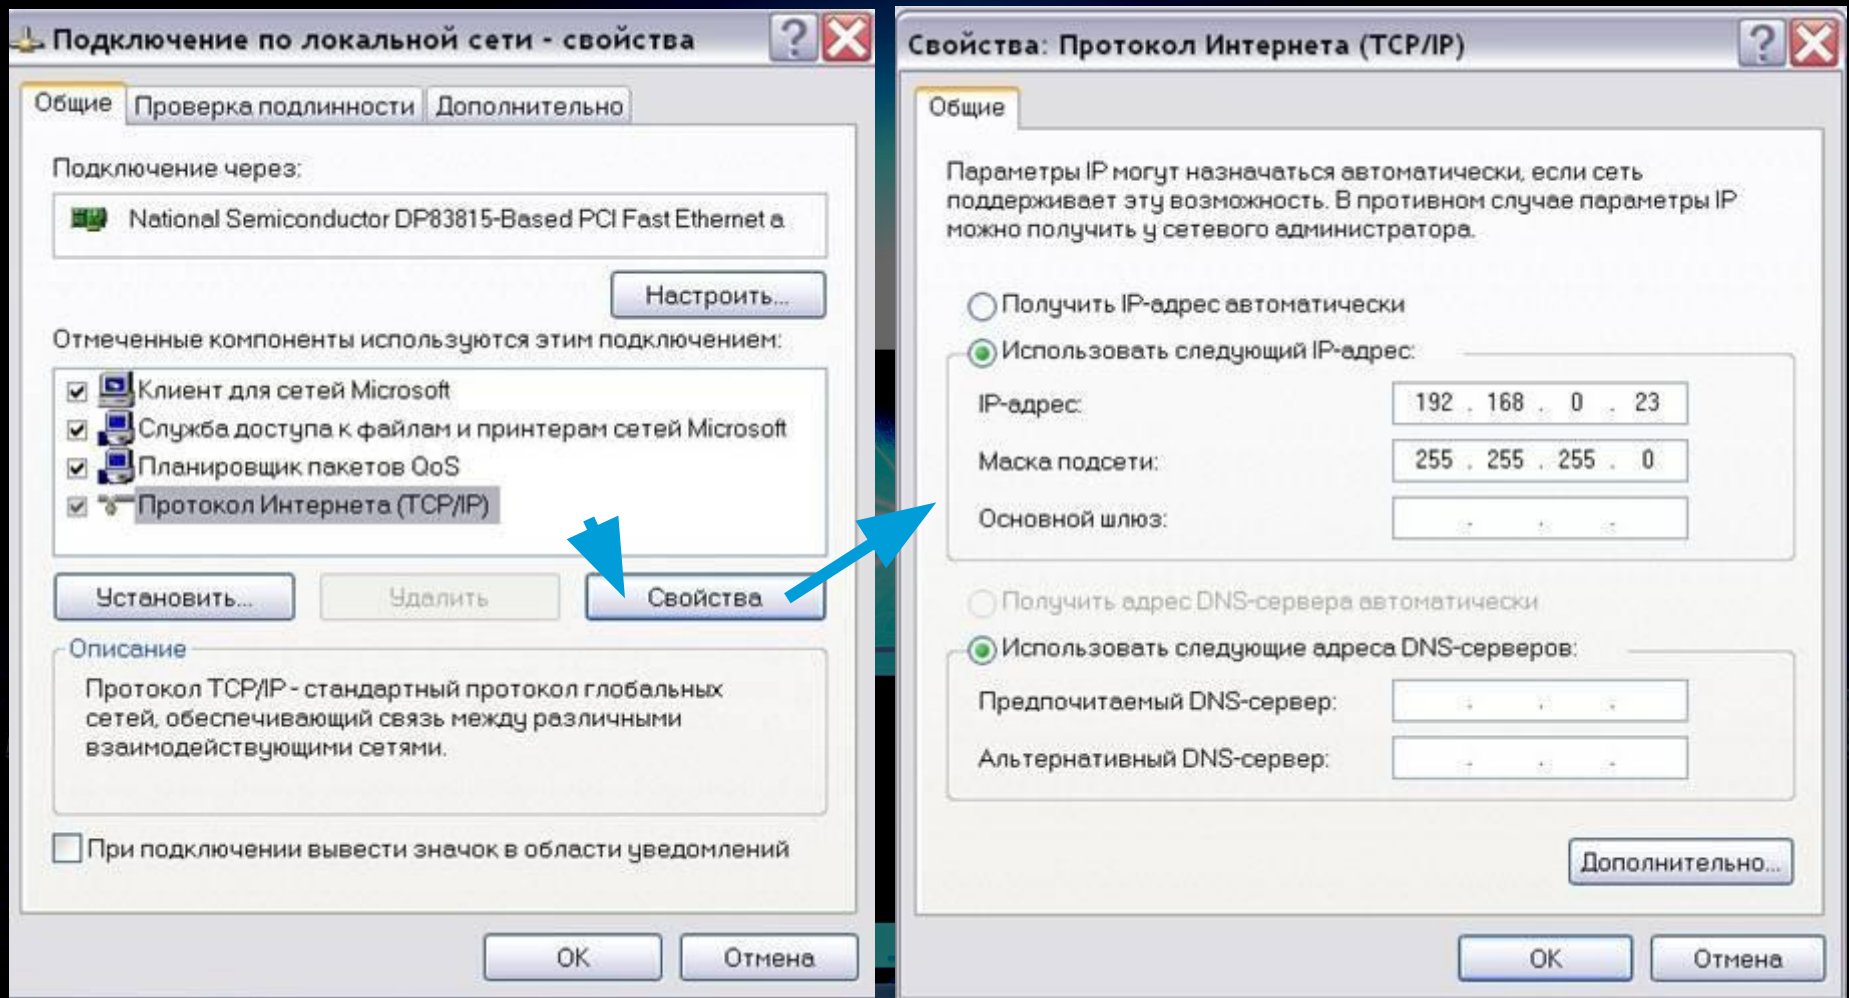 Подключение по локальной сети - свойства
Общие
Проверка подлинности
Дополнительно
Подключение через:
National Semiconductor DP83815-Based PCI Fast Ethernet a
Настроить...
Отмеченные компоненты используются этим подключением:
Клиент для сетей Microsoft
Служба доступа к файлам и принтерам сетей Microsoft
Планировщик пакетов QoS
Протокол Интернета (TCP/IP)
Установить...
Удалить
Свойства
Описание
Протокол TCP/IP - стандартный протокол глобальных
сетей, обеспечивающий связь между различными
взаимодействующими сетями.
При подключении вывести значок в области уведомлений
OK
Отмена
Свойства: Протокол Интернета (TCP/IP)
Общие
Параметры IP могут назначаться автоматически, если сеть
поддерживает эту возможность. В противном случае параметры IP
можно получить у сетевого администратора.
Получить IP-адрес автоматически
Использовать следующий IP-адрес:
IP-адрес:
192 . 168 . 0 . 23
Маска подсети:
255 . 255 . 255 . 0
Основной шлюз:
. . .
Получить адрес DNS-сервера автоматически
Использовать следующие адреса DNS-серверов:
Предпочитаемый DNS-сервер:
. . .
Альтернативный DNS-сервер:
. . .
Дополнительно...
OK
Отмена